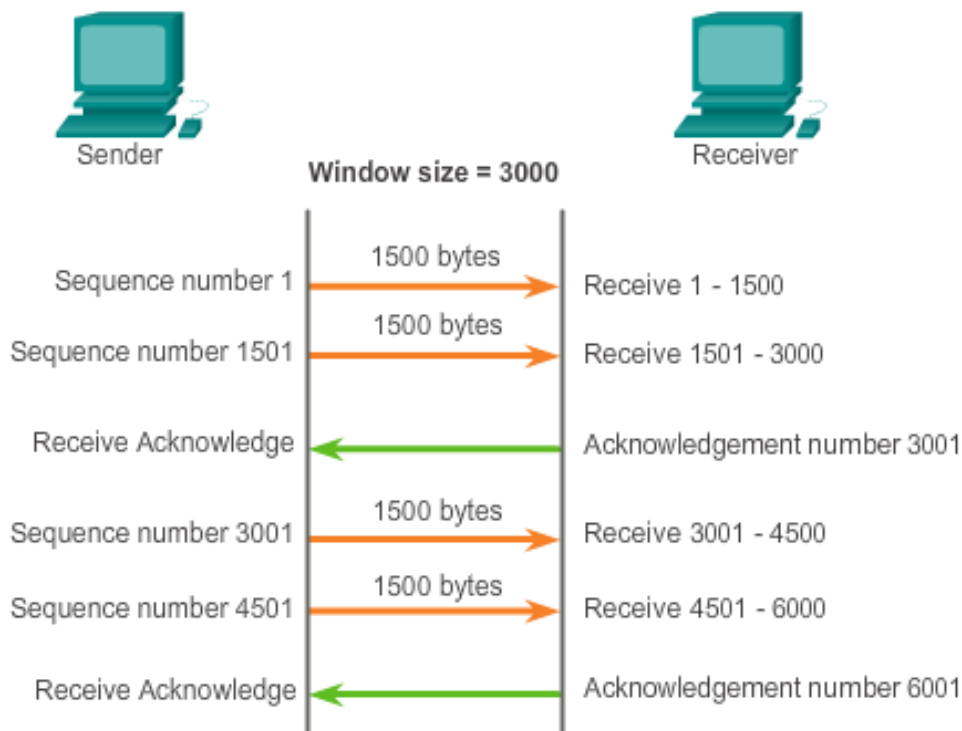 Sender
Receiver
Window size = 3000
1500 bytes
Sequence number 1
Receive 1 - 1500
1500 bytes
Sequence number 1501
Receive 1501 - 3000
Receive Acknowledge
Acknowledgement number 3001
1500 bytes
Sequence number 3001
Receive 3001 - 4500
1500 bytes
Sequence number 4501
Receive 4501 - 6000
Receive Acknowledge
Acknowledgement number 6001